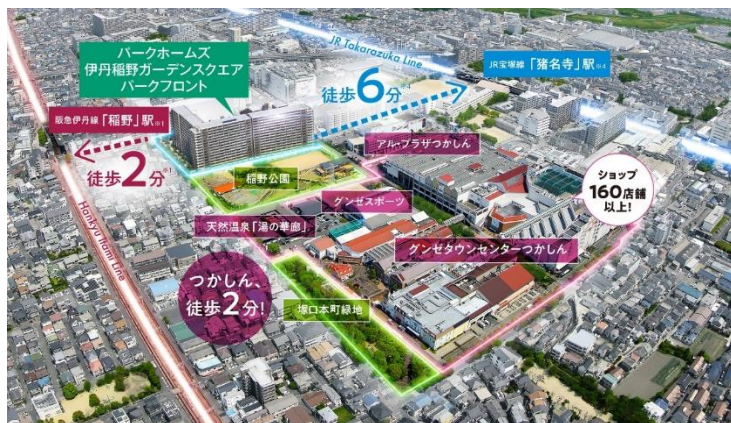 JR Takarazuka Line
パークホームズ
伊丹稲野ガーデンスクエア
パークフロント
JR宝塚線「猪名寺」駅※4
徒歩6分※4
阪急伊丹線「稲野」駅※1
徒歩2分※1
アル・プラザつかしん
稲野公園
ショップ
160店舗
以上!
グンゼスポーツ
天然温泉「湯の華廊」
グンゼタウンセンターつかしん
Hankyu Itami Line
つかしん、
徒歩2分!
塚口本町緑地